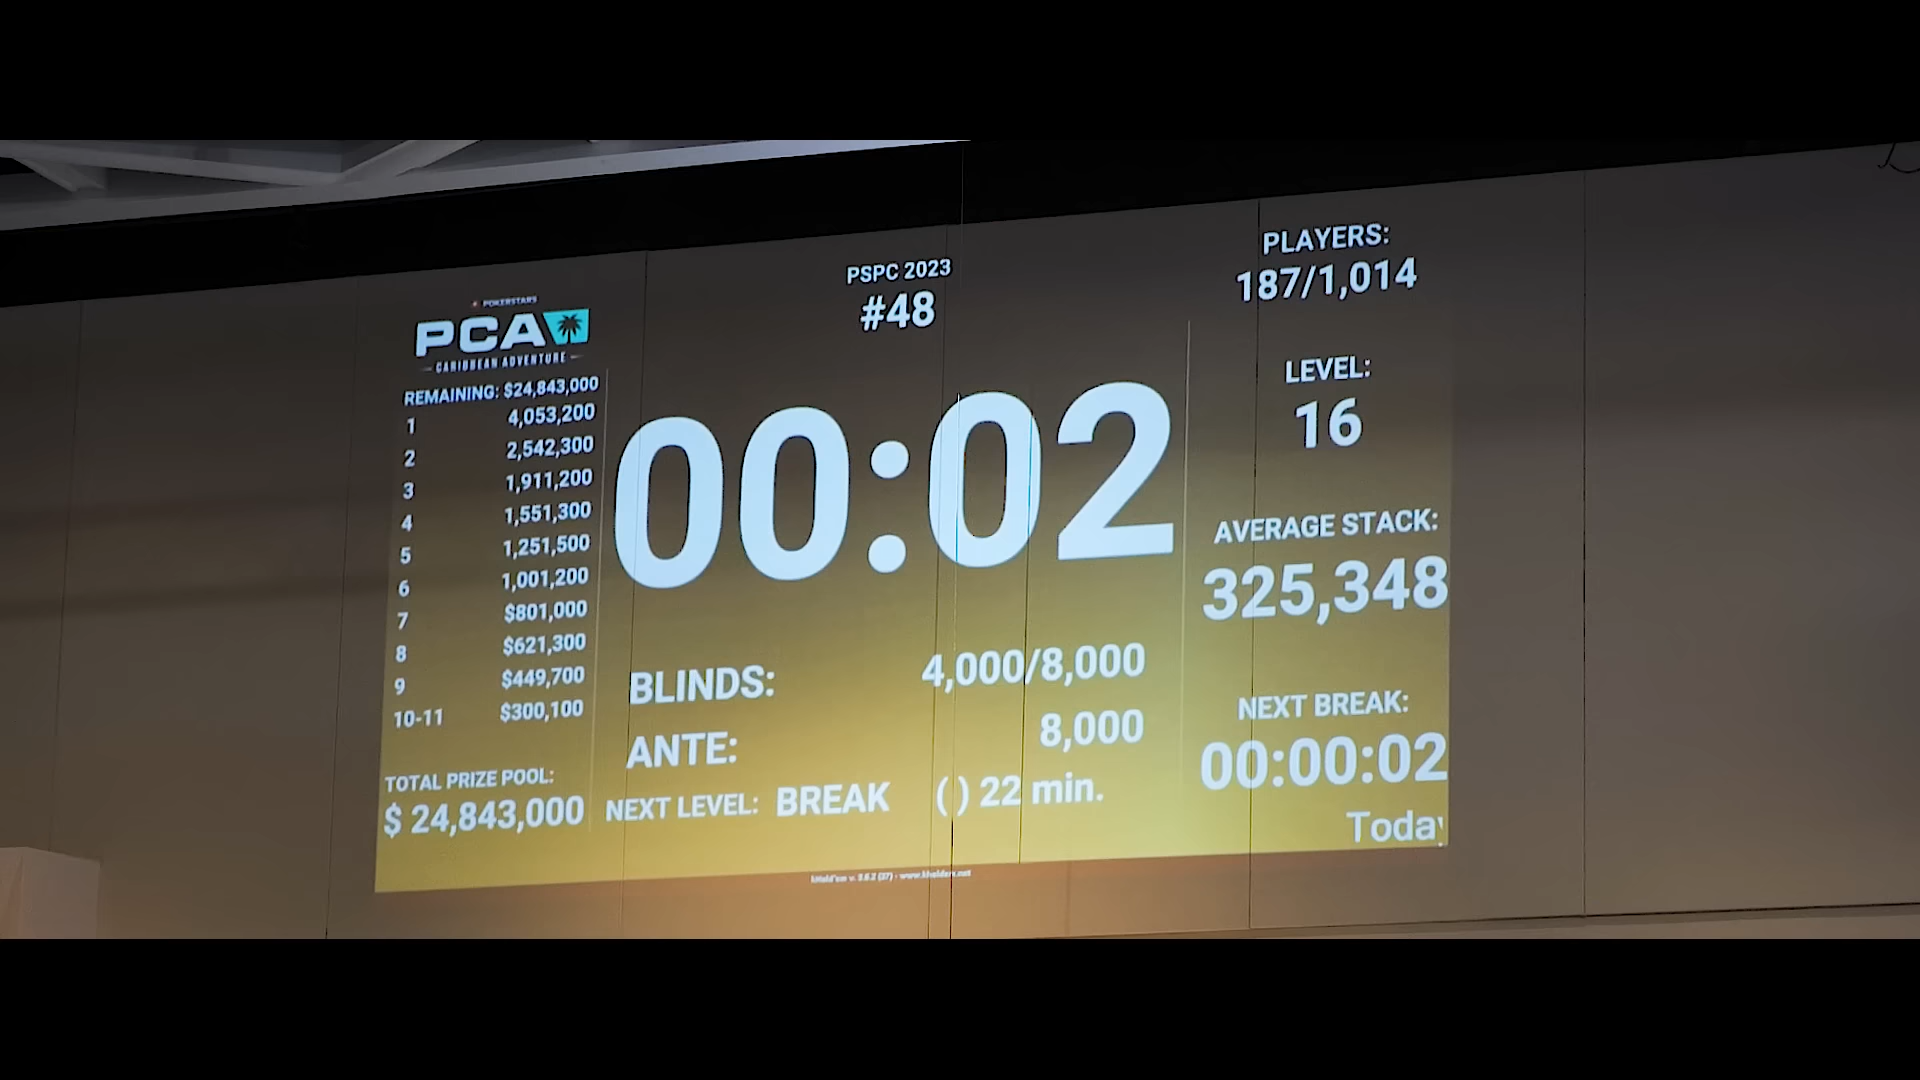 POKERSTARS
PCA
CARIBBEAN ADVENTURE
REMAINING: $24,843,000
1 4,053,200
2 2,542,300
3 1,911,200
4 1,551,300
5 1,251,500
6 1,001,200
7 $801,000
8 $621,300
9 $449,700
10-11 $300,100
TOTAL PRIZE POOL:
$ 24,843,000
PSPC 2023
#48
00:02
BLINDS: 4,000/8,000
ANTE: 8,000
NEXT LEVEL: BREAK ( ) 22 min.
PLAYERS:
187/1,014
LEVEL:
16
AVERAGE STACK:
325,348
NEXT BREAK:
00:00:02